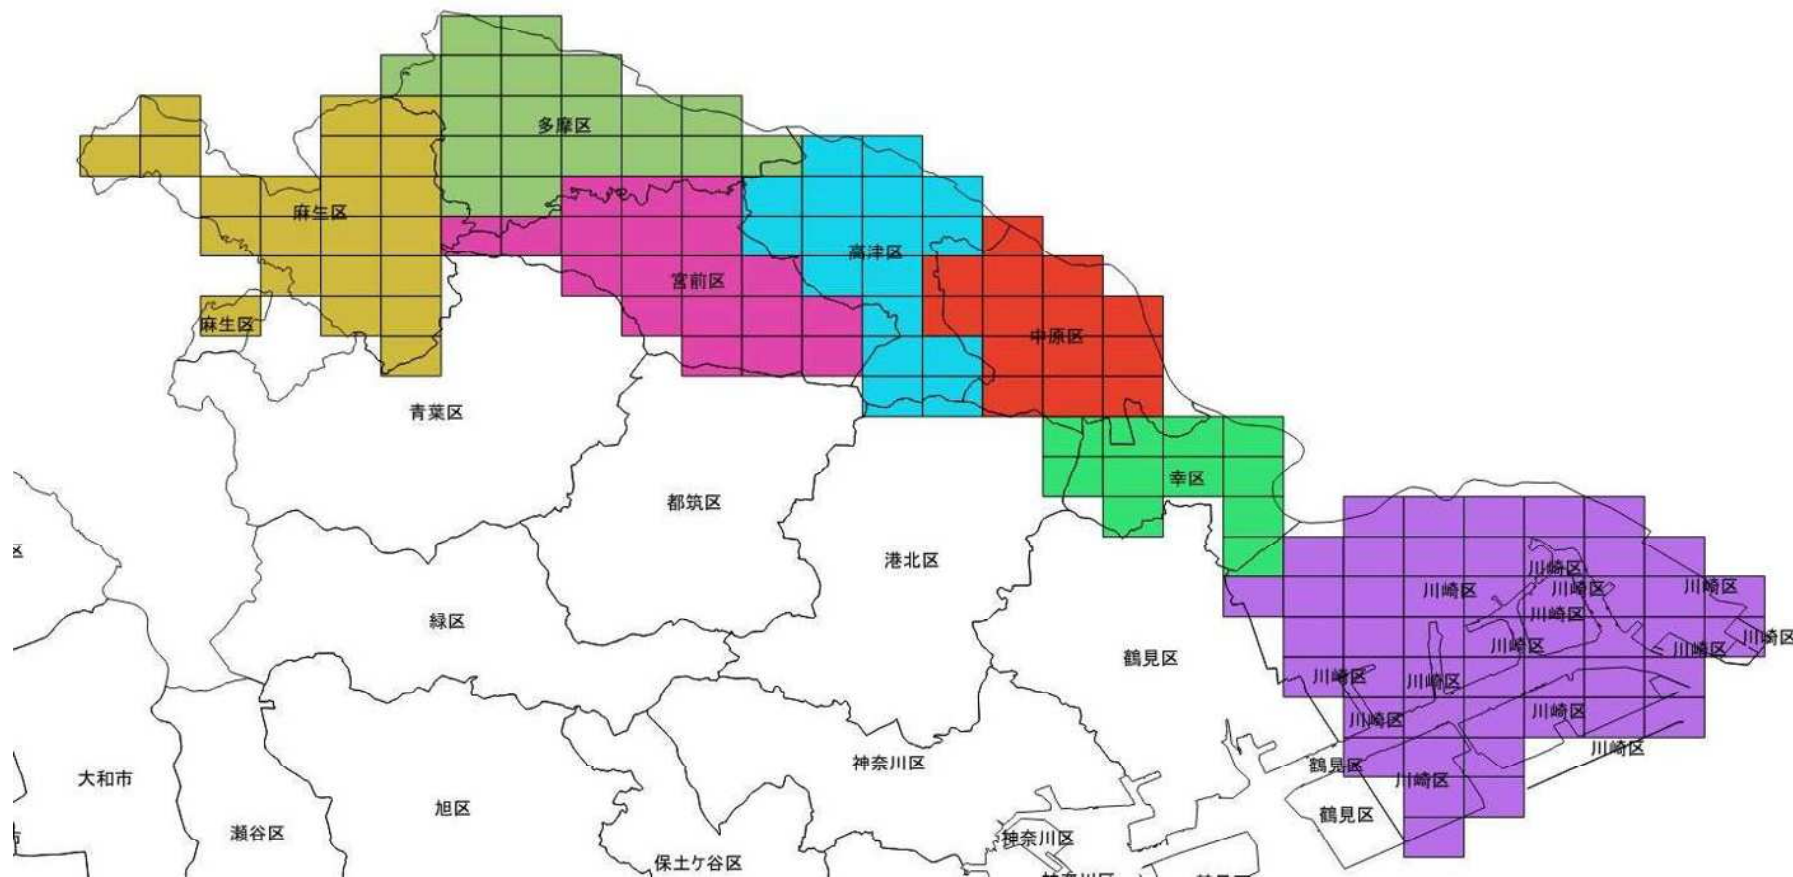 多摩区
麻生区
高津区
宮前区
麻生区
中原区
青葉区
幸区
都筑区
区
港北区
川崎区
川崎区
川崎区
川崎区
川崎区
緑区
川崎区
川崎区
川崎区
鶴見区
川崎区
川崎区
川崎区
川崎区
川崎区
神奈川区
鶴見区
大和市
川崎区
旭区
鶴見区
瀬谷区
神奈川区
保土ケ谷区